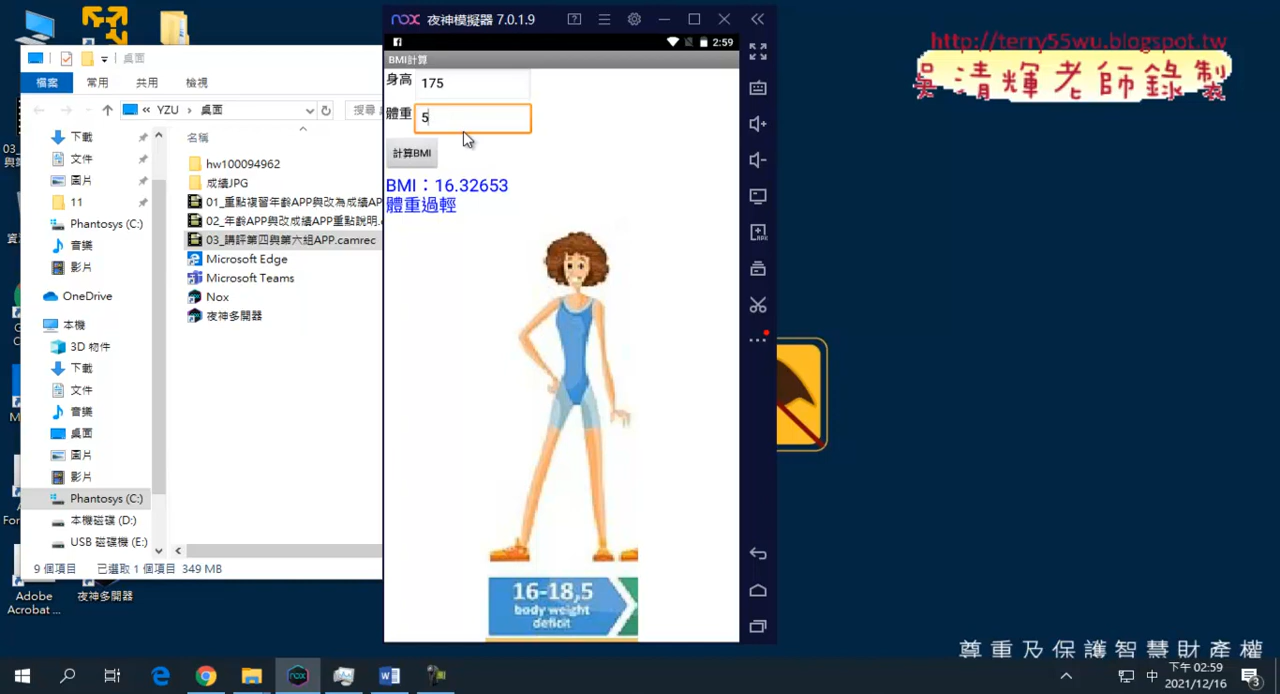 nox 夜神模擬器 7.0.1.9
2:59
BMI計算
身高 175
體重 5
計算BMI
BMI：16.32653
體重過輕
16-18,5
body weight
deficit
桌面
檔案 常用 共用 檢視
« YZU › 桌面
搜尋
名稱
下載
文件
圖片
11
Phantosys (C:)
音樂
影片
OneDrive
本機
3D 物件
下載
文件
音樂
桌面
圖片
影片
Phantosys (C:)
本機磁碟 (D:)
USB 磁碟機 (E:)
hw100094962
成績JPG
01_重點複習年齡APP與改為成績AP
02_年齡APP與改成績APP重點說明.c
03_講評第四與第六組APP.camrec
Microsoft Edge
Microsoft Teams
Nox
夜神多開器
9 個項目 已選取 1 個項目 349 MB
Adobe
Acrobat ...
夜神多開器
http://terry55wu.blogspot.tw
吳清輝老師錄製
尊重及保護智慧財產權
中
下午 02:59
2021/12/16
3